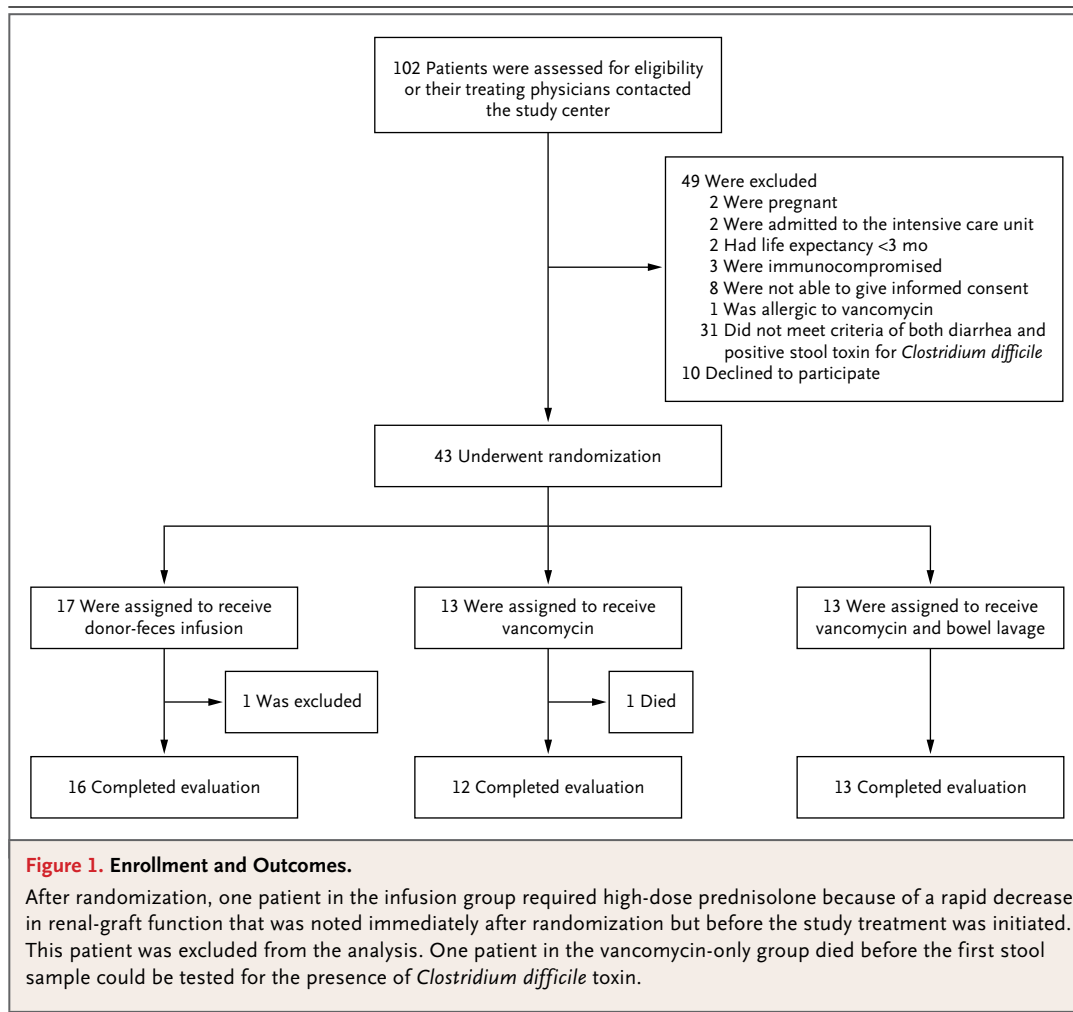 102 Patients were assessed for eligibility
or their treating physicians contacted
the study center
49 Were excluded
2 Were pregnant
2 Were admitted to the intensive care unit
2 Had life expectancy <3 mo
3 Were immunocompromised
8 Were not able to give informed consent
1 Was allergic to vancomycin
31 Did not meet criteria of both diarrhea and
positive stool toxin for Clostridium difficile
10 Declined to participate
43 Underwent randomization
17 Were assigned to receive
donor-feces infusion
13 Were assigned to receive
vancomycin
13 Were assigned to receive
vancomycin and bowel lavage
1 Was excluded
1 Died
16 Completed evaluation
12 Completed evaluation
13 Completed evaluation
Figure 1. Enrollment and Outcomes.
After randomization, one patient in the infusion group required high-dose prednisolone because of a rapid decrease
in renal-graft function that was noted immediately after randomization but before the study treatment was initiated.
This patient was excluded from the analysis. One patient in the vancomycin-only group died before the first stool
sample could be tested for the presence of Clostridium difficile toxin.